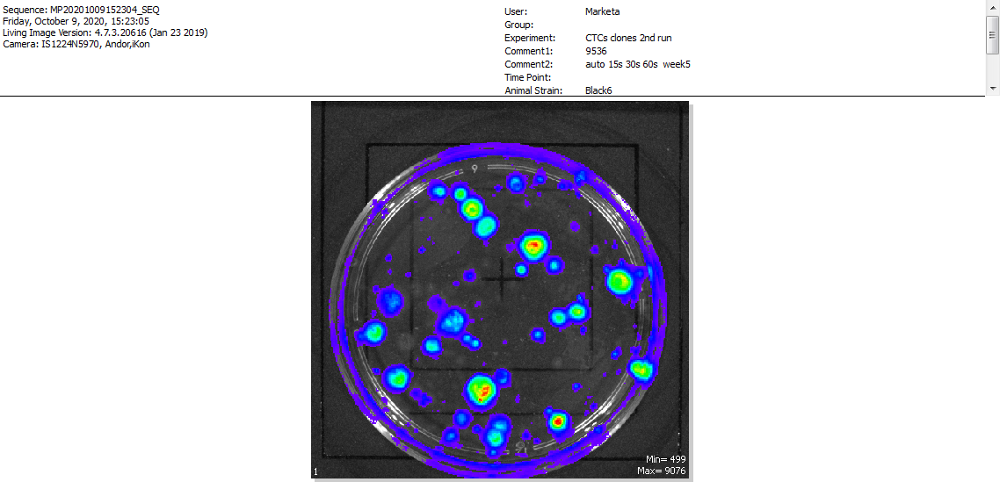 Sequence: MP20201009152304_SEQ
Friday, October 9, 2020, 15:23:05
Living Image Version: 4.7.3.20616 (Jan 23 2019)
Camera: IS1224N5970, Andor,iKon
User: Marketa
Group:
Experiment: CTCs clones 2nd run
Comment1: 9536
Comment2: auto 15s 30s 60s week5
Time Point:
Animal Strain: Black6
9
Min= 499
1 Max= 9076